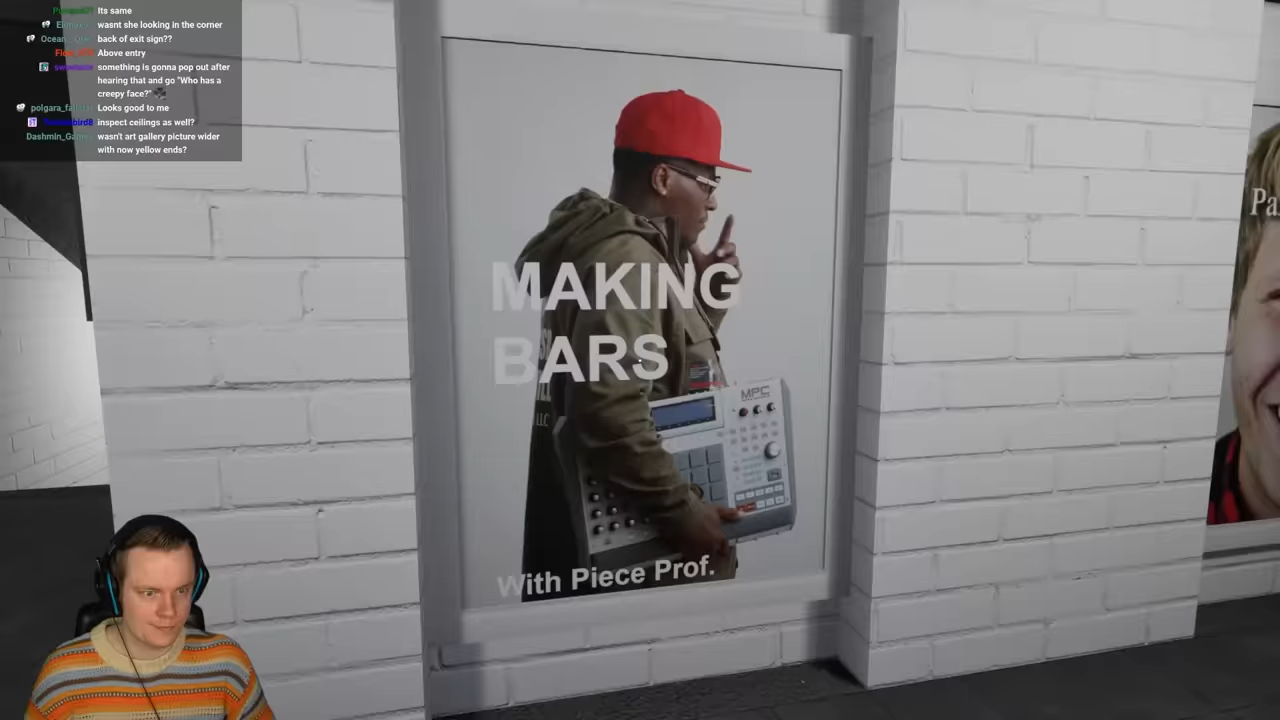 Its same
wasnt she looking in the corner
back of exit sign??
Above entry
something is gonna pop out after
hearing that and go "Who has a
creepy face?"
Looks good to me
inspect ceilings as well?
wasn't art gallery picture wider
with now yellow ends?
MAKING
BARS
LLC
MPC
With Piece Prof.